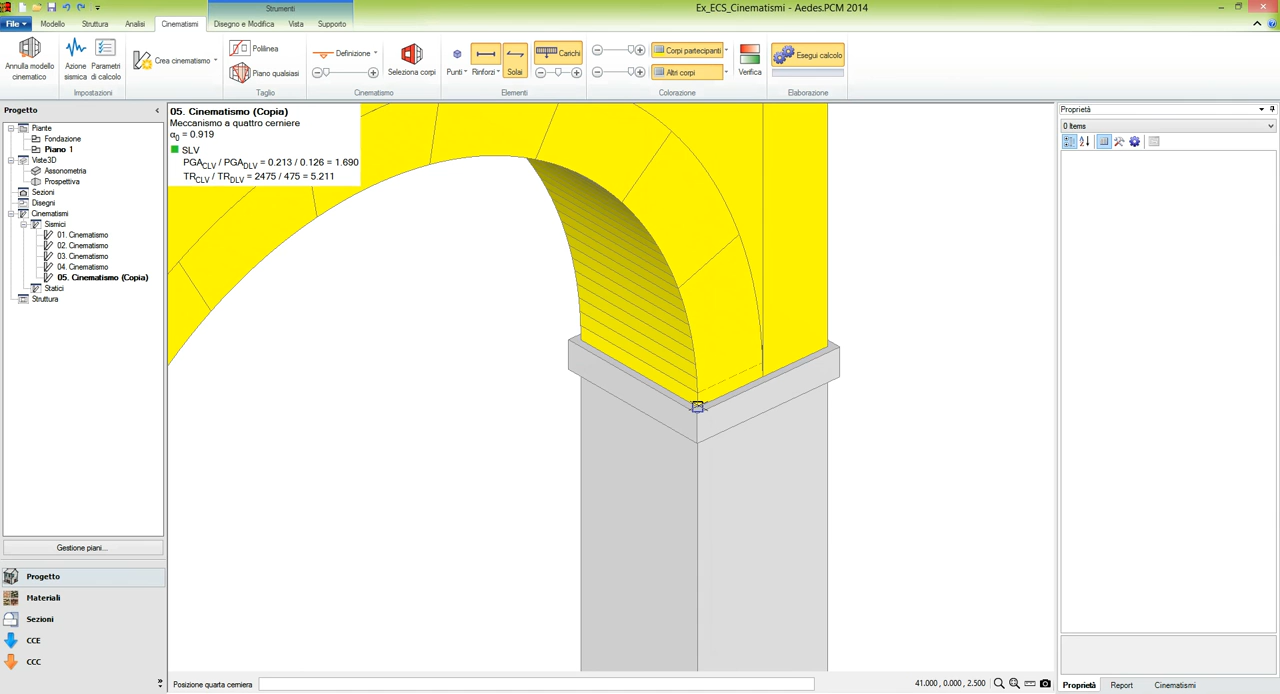 Strumenti
Ex_ECS_Cinematismi - Aedes.PCM 2014
File
Modello
Struttura
Analisi
Cinematismi
Disegno e Modifica
Vista
Supporto
Annulla modello cinematico
Azione sismica
Parametri di calcolo
Crea cinematismo
Polilinea
Piano qualsiasi
Definizione
Seleziona corpi
Punti
Rinforzi
Solai
Carichi
Corpi partecipanti
Altri corpi
Verifica
Esegui calcolo
Impostazioni
Taglio
Cinematismo
Elementi
Colorazione
Elaborazione
Progetto
Piante
Fondazione
Piano 1
Viste3D
Assonometria
Prospettiva
Sezioni
Disegni
Cinematismi
Sismici
01. Cinematismo
02. Cinematismo
03. Cinematismo
04. Cinematismo
05. Cinematismo (Copia)
Statici
Struttura
Gestione piani...
Progetto
Materiali
Sezioni
CCE
CCC
05. Cinematismo (Copia)
Meccanismo a quattro cerniere
α0 = 0.919
SLV
PGACLV / PGADLV = 0.213 / 0.126 = 1.690
TRCLV / TRDLV = 2475 / 475 = 5.211
Proprietà
0 Items
Posizione quarta cerniera
41.000 , 0.000 , 2.500
Proprietà
Report
Cinematismi